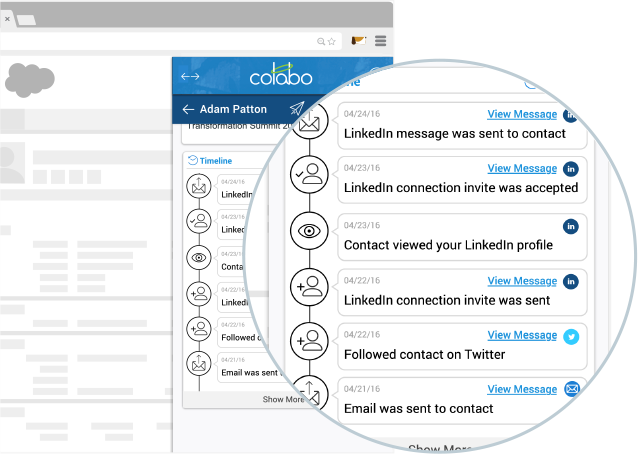 colabo
Adam Patton
Transformation Summit 20
Timeline
04/24/16
LinkedIn
04/23/16
Linked
04/23/16
Conta
04/22/16
Linked
04/22/16
Followed c
04/21/16
Email was sent
Show More
ine
04/24/16 View Message in
LinkedIn message was sent to contact
04/23/16 View Message in
LinkedIn connection invite was accepted
04/23/16 in
Contact viewed your LinkedIn profile
04/22/16 View Message in
LinkedIn connection invite was sent
04/22/16 View Message
Followed contact on Twitter
04/21/16 View Message
Email was sent to contact
Show More